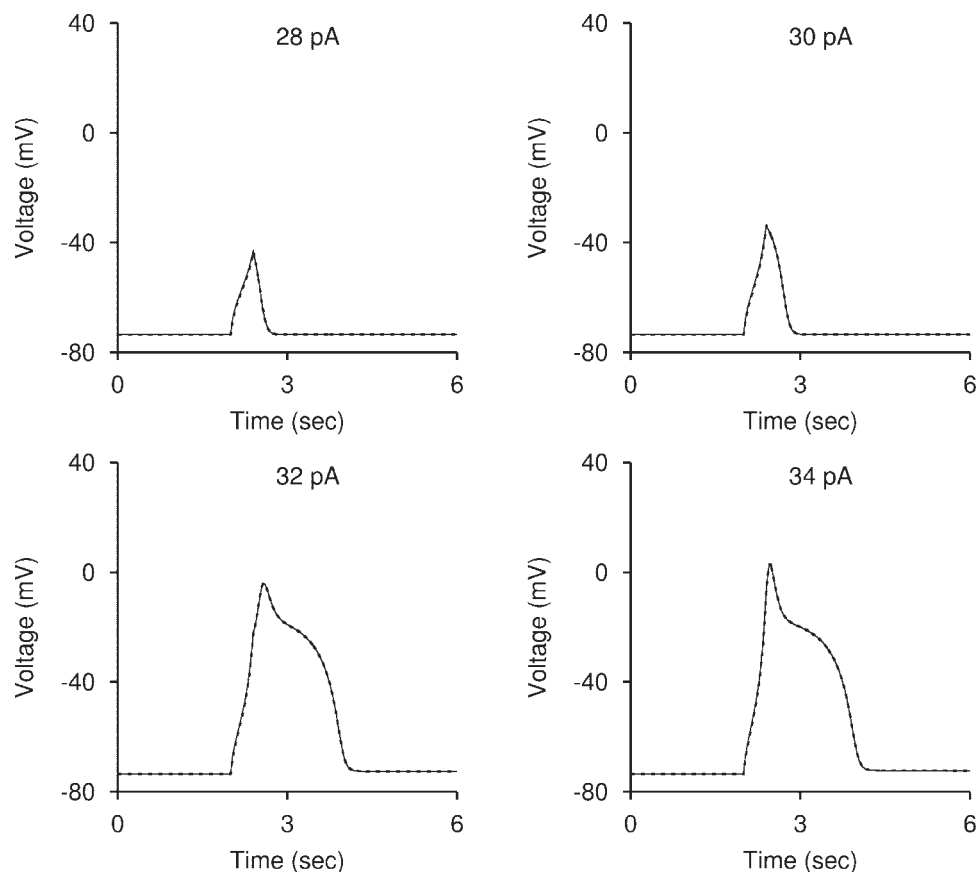 28 pA
40
0
-40
-80
Voltage (mV)
0 3 6
Time (sec)
30 pA
40
0
-40
-80
Voltage (mV)
0 3 6
Time (sec)
32 pA
40
0
-40
-80
Voltage (mV)
0 3 6
Time (sec)
34 pA
40
0
-40
-80
Voltage (mV)
0 3 6
Time (sec)